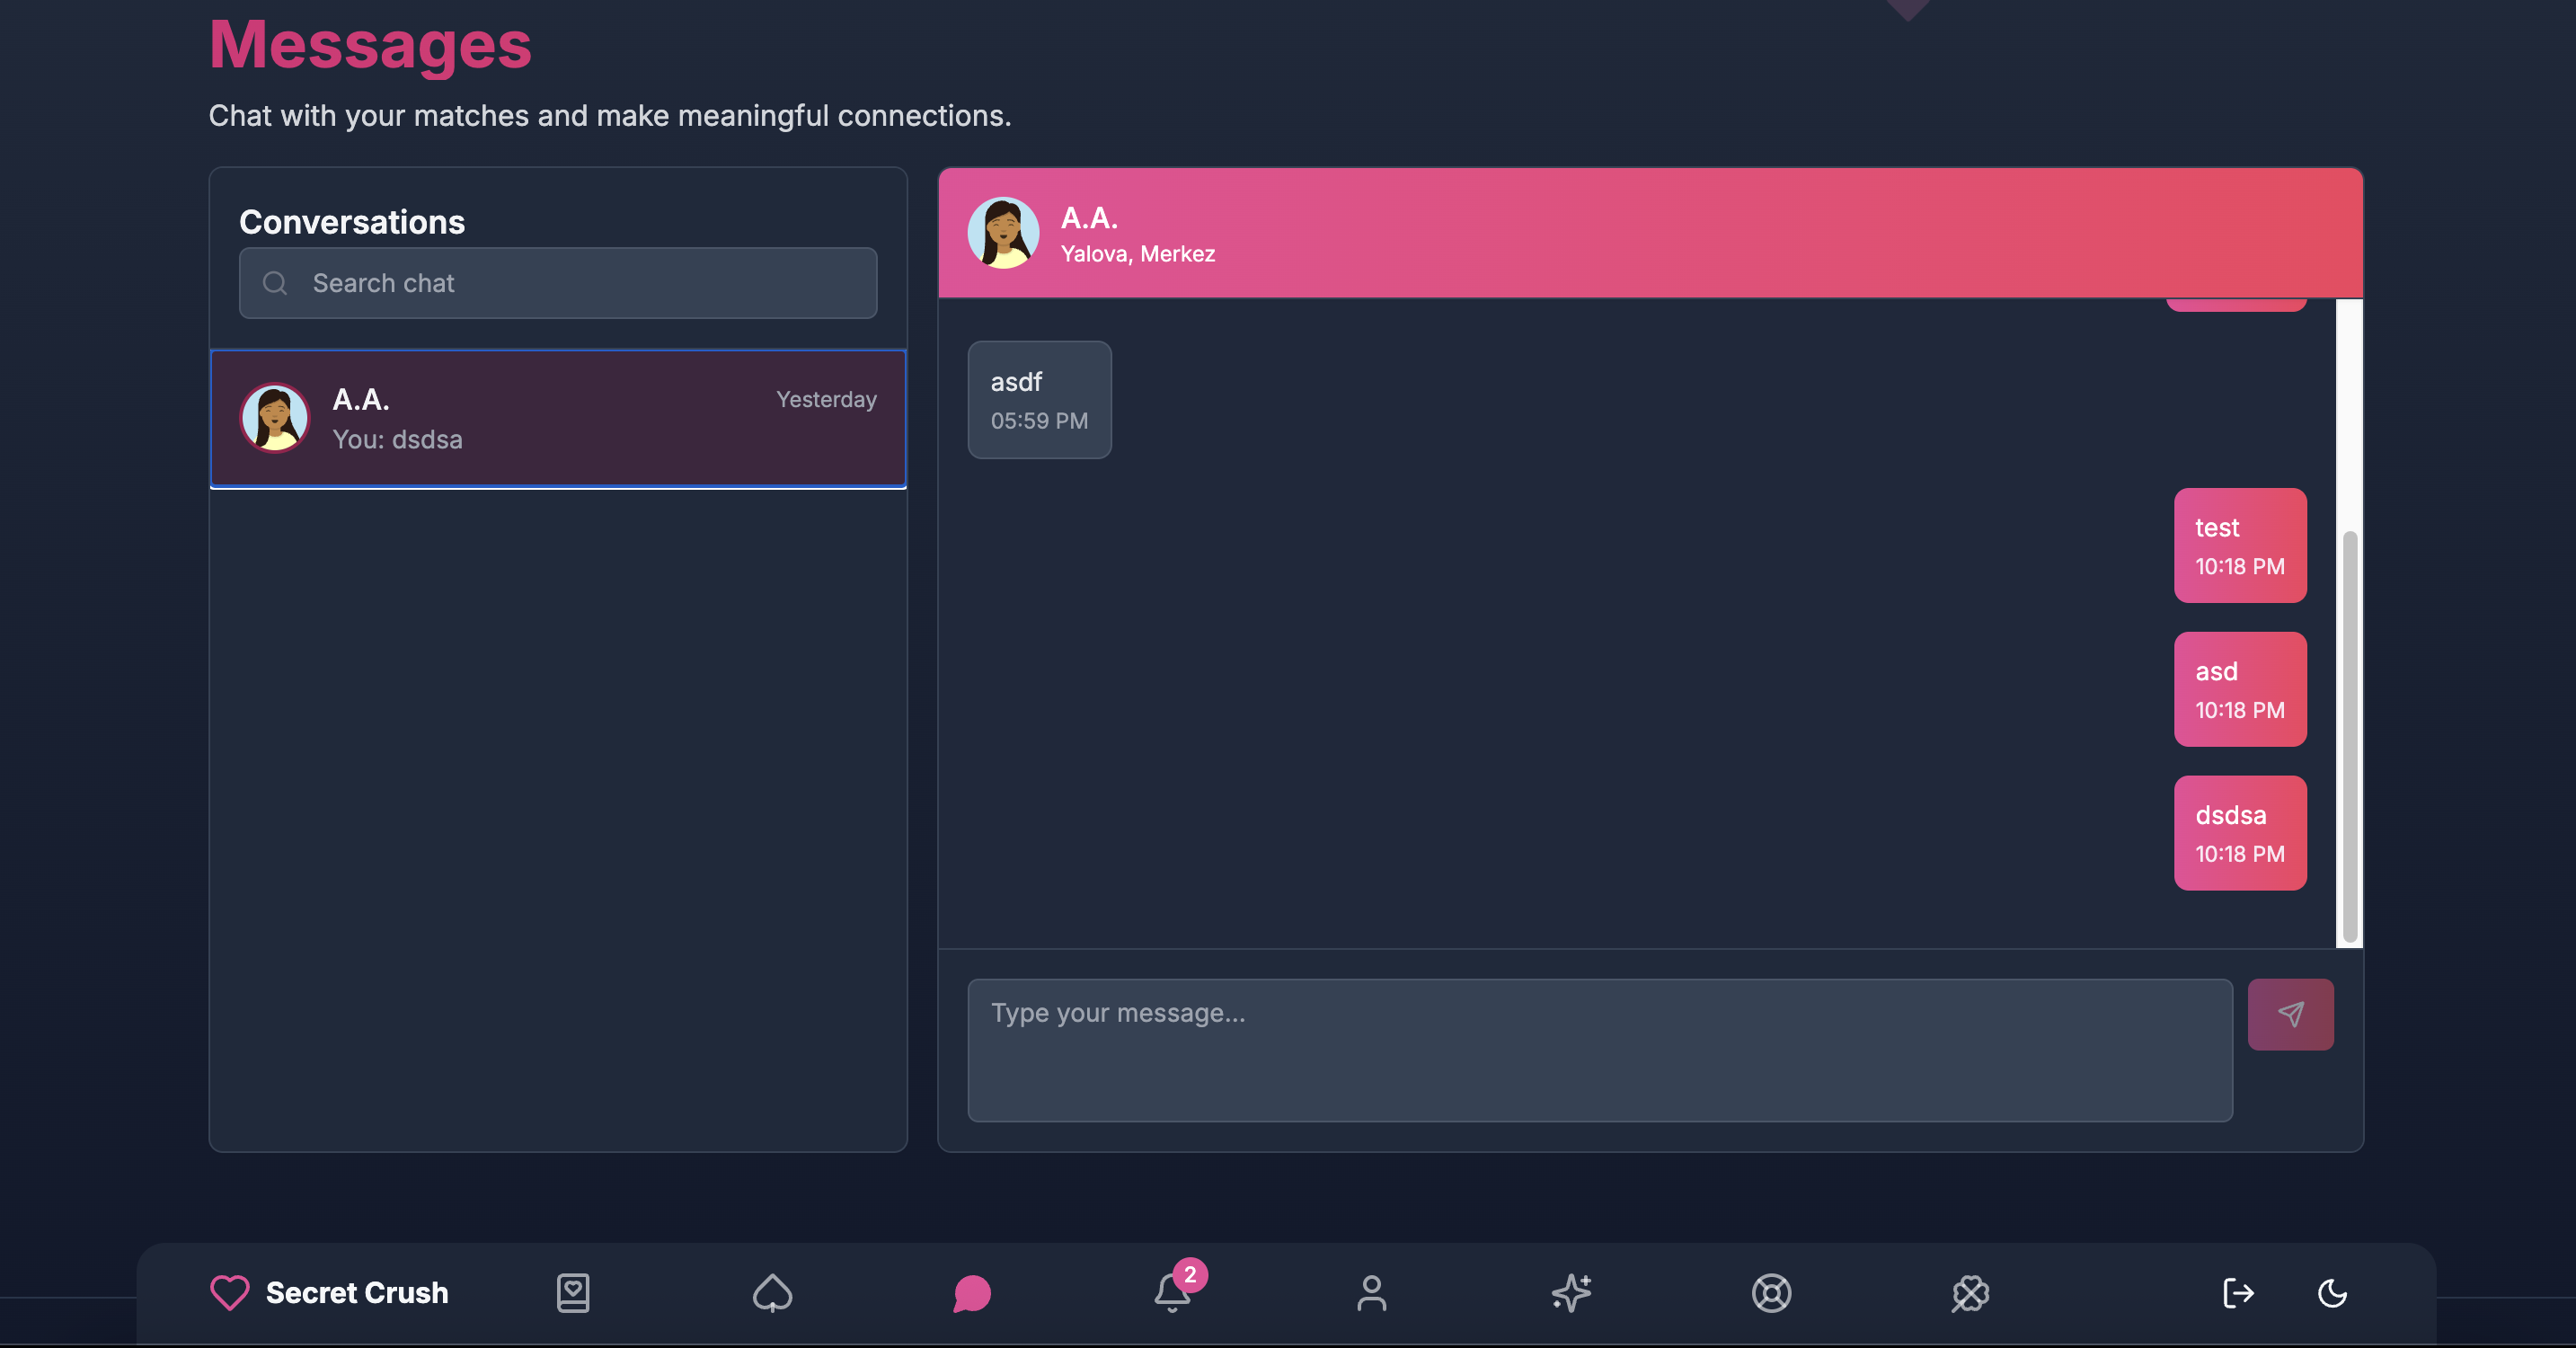 Messages
Chat with your matches and make meaningful connections.
Conversations
Search chat
A.A.
Yesterday
You: dsdsa
A.A.
Yalova, Merkez
asdf
05:59 PM
test
10:18 PM
asd
10:18 PM
dsdsa
10:18 PM
Type your message...
Secret Crush
2